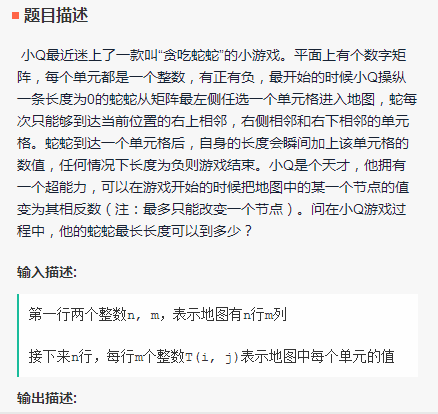 题目描述
小Q最近迷上了一款叫“贪吃蛇蛇”的小游戏。平面上有个数字矩
阵，每个单元都是一个整数，有正有负，最开始的时候小Q操纵
一条长度为0的蛇蛇从矩阵最左侧任选一个单元格进入地图，蛇每
次只能够到达当前位置的右上相邻，右侧相邻和右下相邻的单元
格。蛇蛇到达一个单元格后，自身的长度会瞬间加上该单元格的
数值，任何情况下长度为负则游戏结束。小Q是个天才，他拥有
一个超能力，可以在游戏开始的时候把地图中的某一个节点的值
变为其相反数（注：最多只能改变一个节点）。问在小Q游戏过
程中，他的蛇蛇最长长度可以到多少？
输入描述:
第一行两个整数n, m，表示地图有n行m列
接下来n行，每行m个整数T(i, j)表示地图中每个单元的值
输出描述: